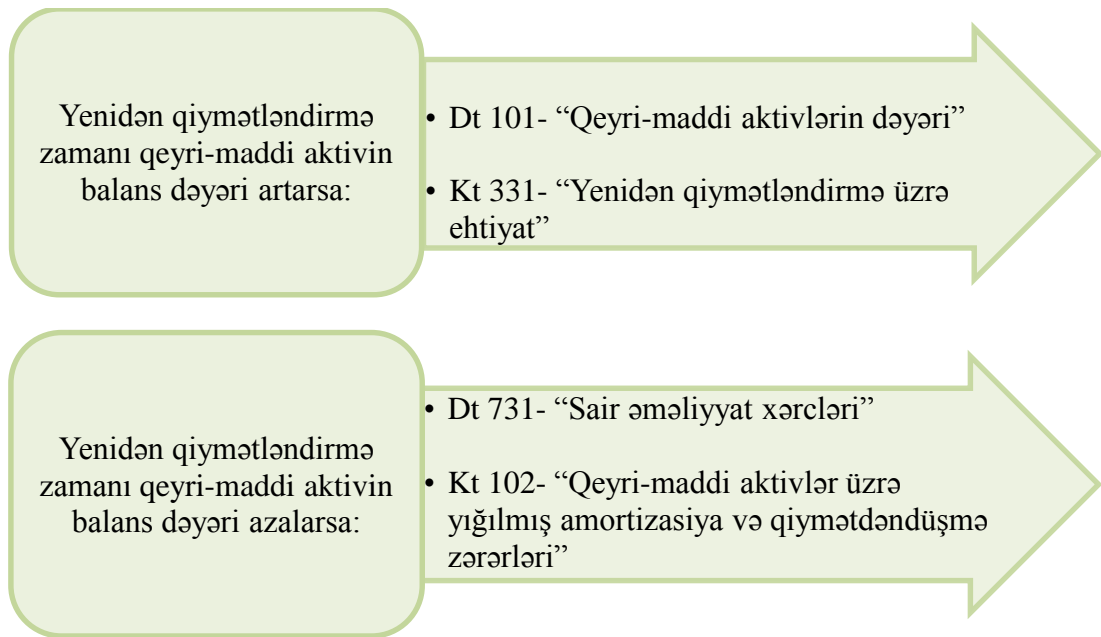 Yenidən qiymətləndirmə
zamanı qeyri-maddi aktivin
balans dəyəri artarsa:
• Dt 101- “Qeyri-maddi aktivlərin dəyəri”
• Kt 331- “Yenidən qiymətləndirmə üzrə
ehtiyat”
Yenidən qiymətləndirmə
zamanı qeyri-maddi aktivin
balans dəyəri azalarsa:
• Dt 731- “Sair əməliyyat xərcləri”
• Kt 102- “Qeyri-maddi aktivlər üzrə
yığılmış amortizasiya və qiymətdəndüşmə
zərərləri”